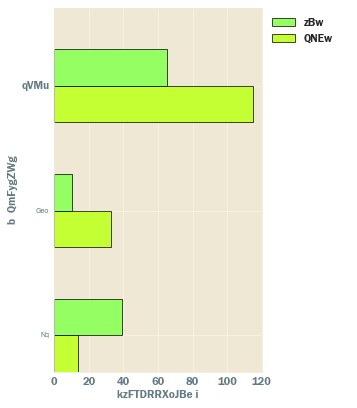 zBw
QNEw
qVMu
Geo
Nq
b QmFygZWg
0 20 40 60 80 100 120
kzFTDRRXoJBe i